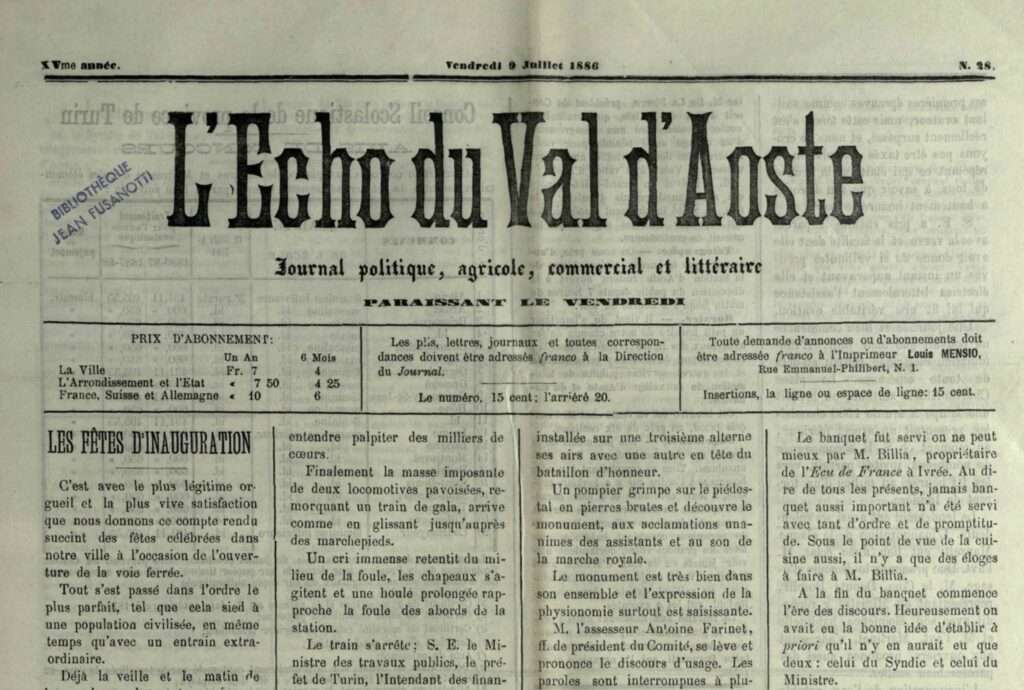 XVme année.
Vendredi 9 Juillet 1886
N. 28.
L'Echo du Val d'Aoste
BIBLIOTHÈQUE
JEAN FUSANOTTI
Journal politique, agricole, commercial et littéraire
PARAISSANT LE VENDREDI
PRIX D'ABONNEMENT:
Un An 6 Mois
La Ville Fr. 7 4
L'Arrondissement et l'Etat « 7 50 4 25
France, Suisse et Allemagne « 10 6
Les plis, lettres, journaux et toutes correspon-
dances doivent être adressés franco à la Direction
du Journal.
Le numéro, 15 cent; l'arriéré 20.
Toute demande d'annonces ou d'abonnements doit
être adressée franco à l'Imprimeur Louis MENSIO,
Rue Emmanuel-Philibert, N. 1.
Insertions, la ligne ou espace de ligne: 15 cent.
LES FÊTES D'INAUGURATION
C'est avec le plus légitime or-
gueil et la plus vive satisfaction
que nous donnons ce compte rendu
succint des fêtes célébrées dans
notre ville à l'occasion de l'ouver-
ture de la voie ferrée.
Tout s'est passé dans l'ordre le
plus parfait, tel que cela sied à
une population civilisée, en même
temps qu'avec un entrain extra-
ordinaire.
Déjà la veille et le matin de
entendre palpiter des milliers de
cœurs.
Finalement la masse imposante
de deux locomotives pavoisées, re-
morquant un train de gala, arrive
comme en glissant jusqu'auprès
des marchepieds.
Un cri immense retentit du mi-
lieu de la foule, les chapeaux s'a-
gitent et une houle prolongée rap-
proche la foule des abords de la
station.
Le train s'arrête: S. E. le Mi-
nistre des travaux publics, le pré-
fet de Turin, l'Intendant des finan-
installée sur une troisième alterne
ses airs avec une autre en tête du
bataillon d'honneur.
Un pompier grimpe sur le piédes-
tal en pierres brutes et découvre le
monument, aux acclamations una-
nimes des assistants et au son de
la marche royale.
Le monument est très bien dans
son ensemble et l'expression de la
physionomie surtout est saisissante.
M. l'assesseur Antoine Farinet,
ff. de président du Comité, se lève et
prononce le discours d'usage. Les
paroles sont interrompues à plu-
Le banquet fut servi on ne peut
mieux par M. Billia, propriétaire
de l'Ecu de France à Ivrée. Au di-
re de tous les présents, jamais ban-
quet aussi important n'a été servi
avec tant d'ordre et de promptitu-
de. Sous le point de vue de la cui-
sine aussi, il n'y a que des éloges
à faire à M. Billia.
A la fin du banquet commence
l'ère des discours. Heureusement on
avait eu la bonne idée d'établir à
priori qu'il n'y en aurait eu que
deux: celui du Syndic et celui du
Ministre.